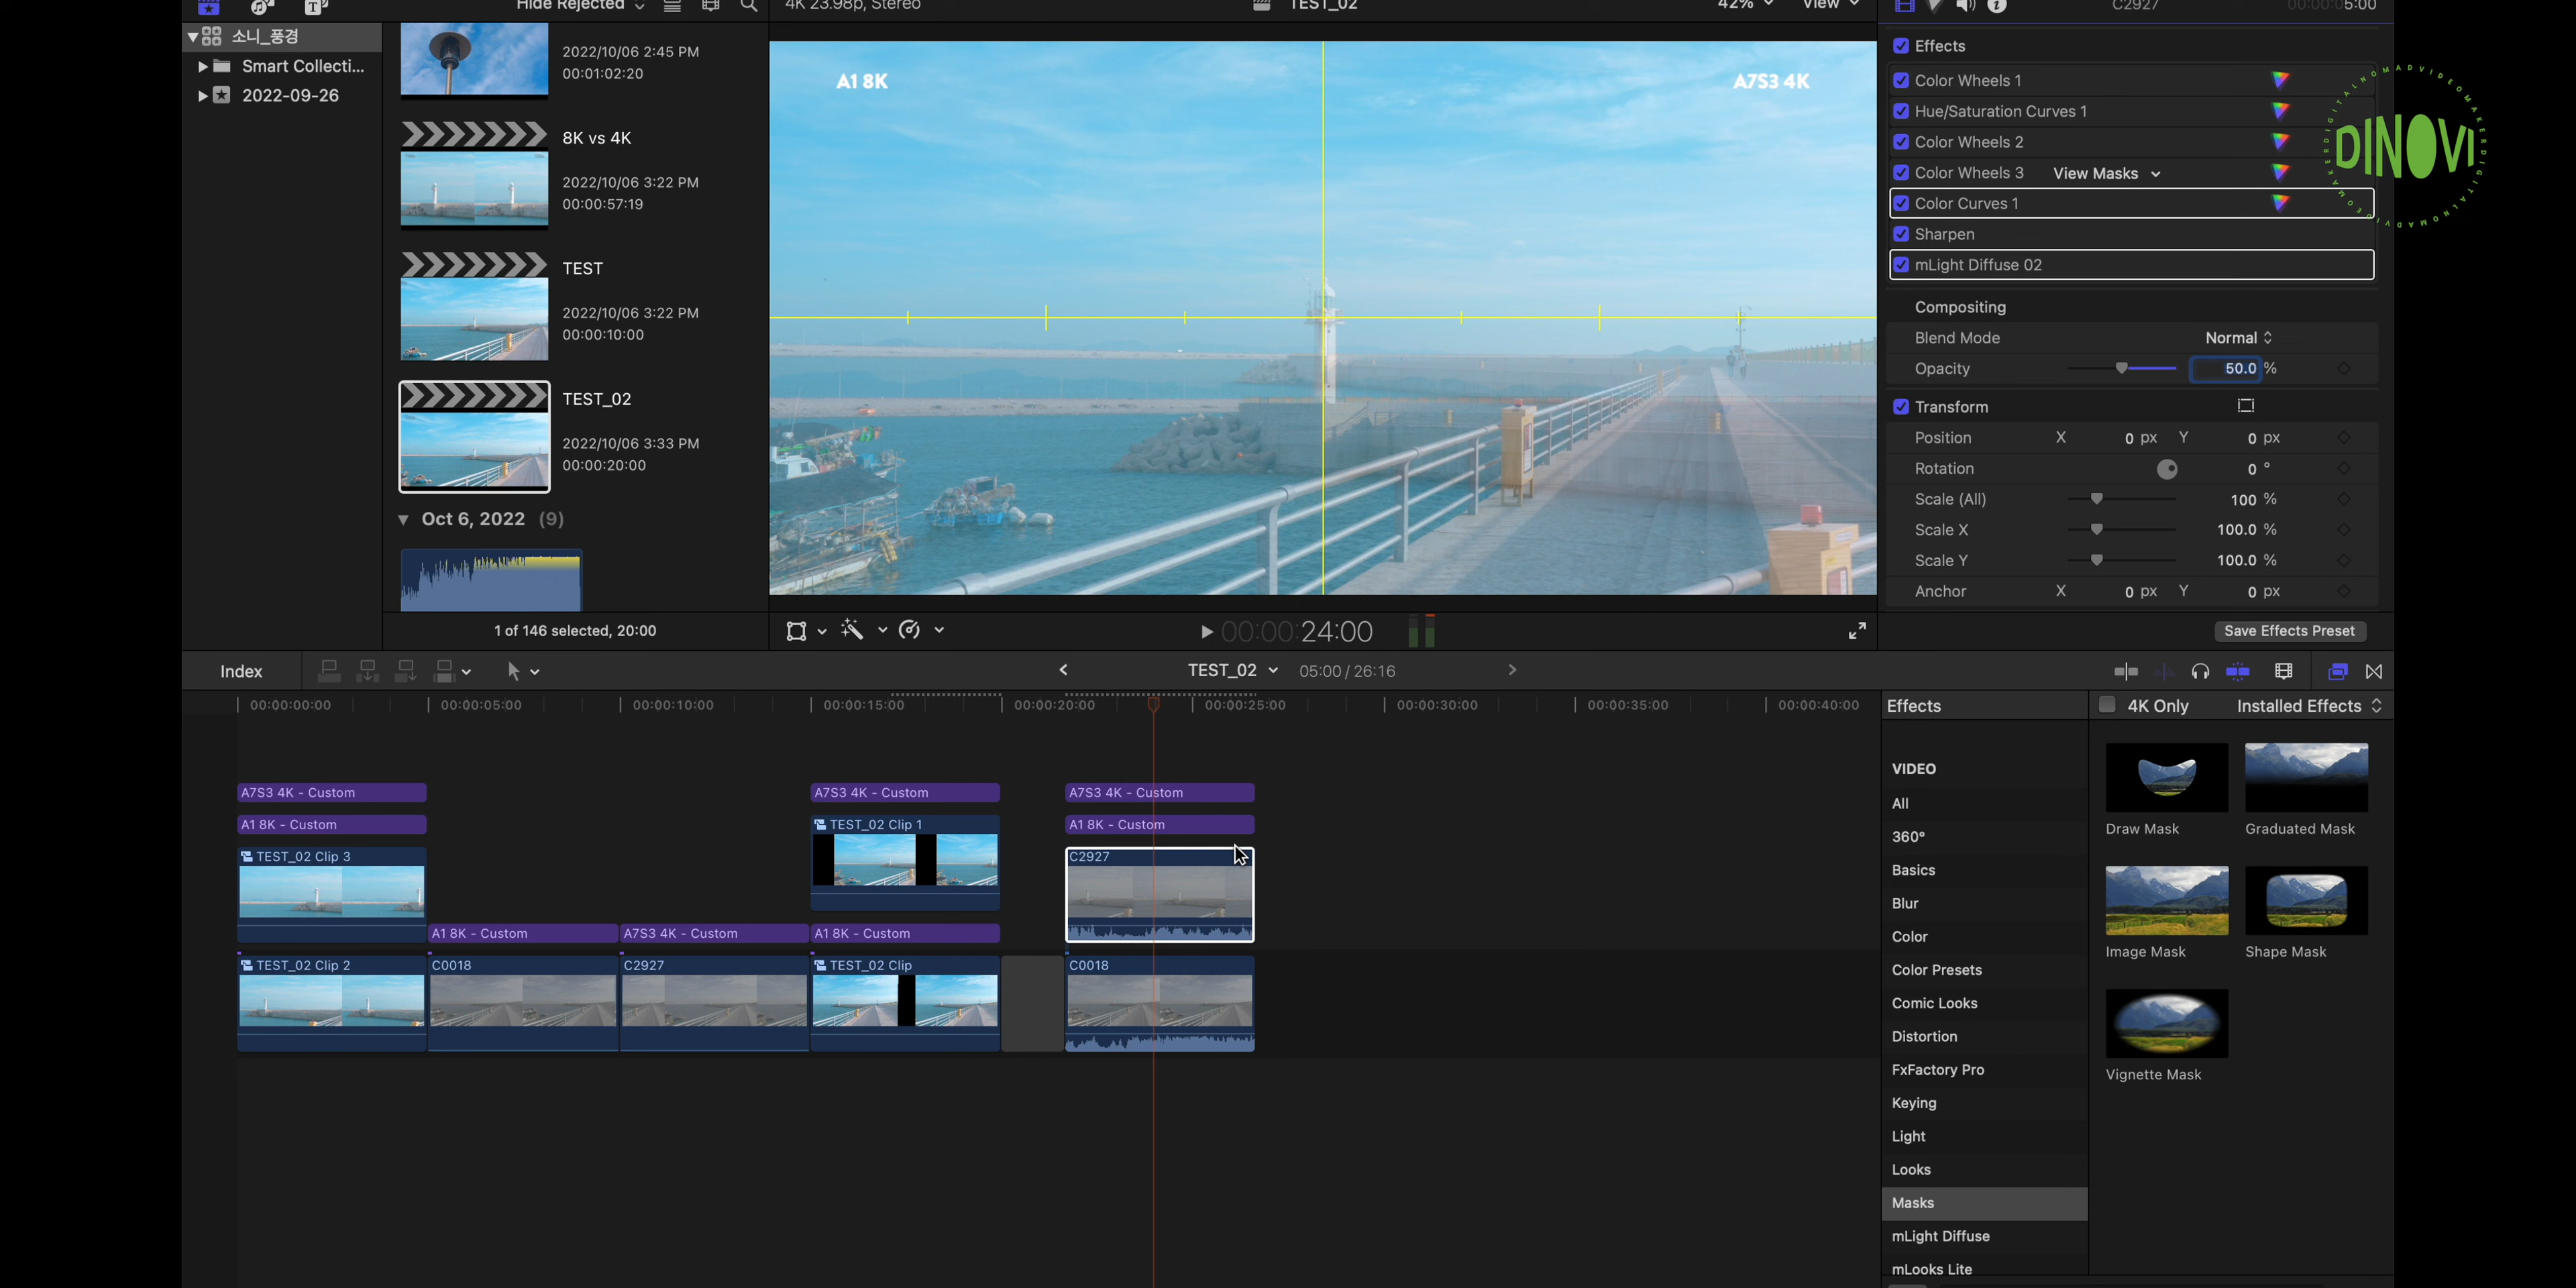 Hide Rejected
4K 23.98p, Stereo
TEST_02
42%
View
C2927
00:00:05:00
소니_풍경
Smart Collecti...
2022-09-26
2022/10/06 2:45 PM
00:01:02:20
8K vs 4K
2022/10/06 3:22 PM
00:00:57:19
TEST
2022/10/06 3:22 PM
00:00:10:00
TEST_02
2022/10/06 3:33 PM
00:00:20:00
Oct 6, 2022 (9)
1 of 146 selected, 20:00
A1 8K
A7S3 4K
00:00:24:00
Effects
Color Wheels 1
Hue/Saturation Curves 1
Color Wheels 2
Color Wheels 3 View Masks
Color Curves 1
Sharpen
mLight Diffuse 02
Compositing
Blend Mode Normal
Opacity 50.0 %
Transform
Position X 0 px Y 0 px
Rotation 0 °
Scale (All) 100 %
Scale X 100.0 %
Scale Y 100.0 %
Anchor X 0 px Y 0 px
Save Effects Preset
DINOVI
DIGITALNOMADVIDEOMAKER
Index
TEST_02
05:00 / 26:16
00:00:00:00
00:00:05:00
00:00:10:00
00:00:15:00
00:00:20:00
00:00:25:00
00:00:30:00
00:00:35:00
00:00:40:00
A7S3 4K - Custom
A7S3 4K - Custom
A7S3 4K - Custom
A1 8K - Custom
TEST_02 Clip 1
A1 8K - Custom
TEST_02 Clip 3
C2927
A1 8K - Custom
A7S3 4K - Custom
A1 8K - Custom
TEST_02 Clip 2
C0018
C2927
TEST_02 Clip
C0018
Effects
4K Only
Installed Effects
VIDEO
All
360°
Basics
Blur
Color
Color Presets
Comic Looks
Distortion
FxFactory Pro
Keying
Light
Looks
Masks
mLight Diffuse
mLooks Lite
Draw Mask
Graduated Mask
Image Mask
Shape Mask
Vignette Mask